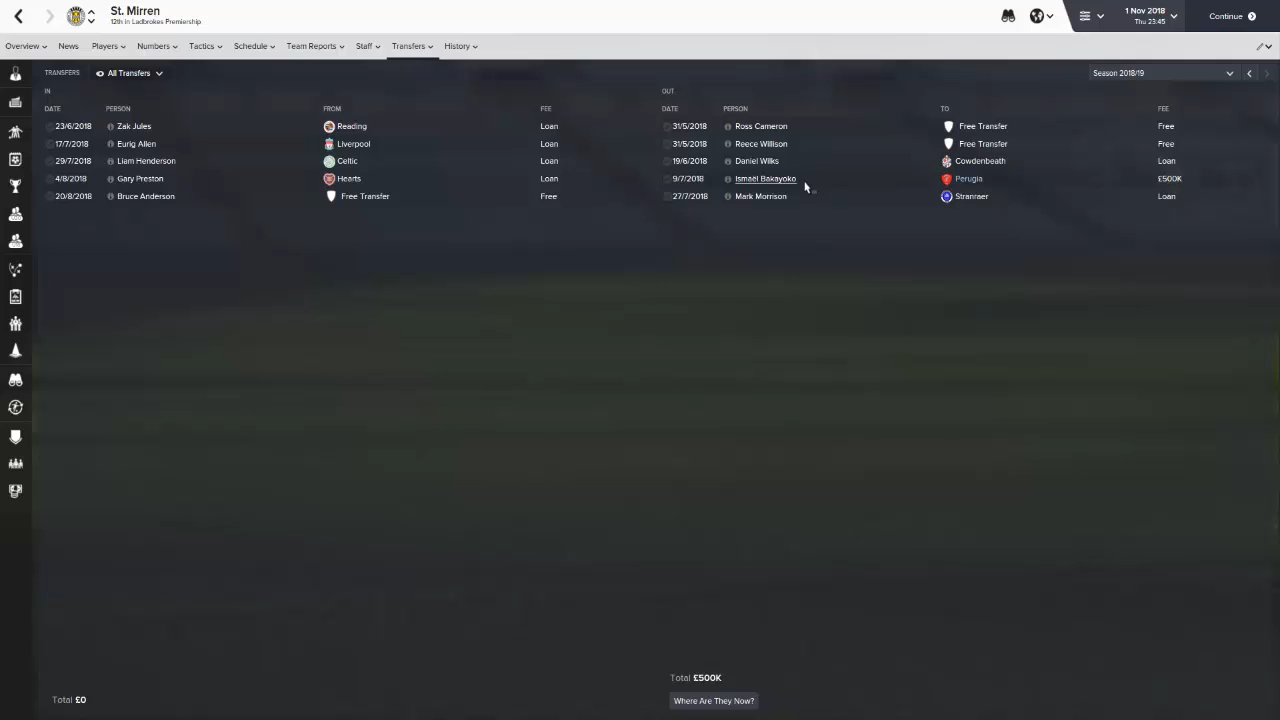 St. Mirren
12th in Ladbrokes Premiership
1 Nov 2018
Thu 23:45
Continue
Overview News Players Numbers Tactics Schedule Team Reports Staff Transfers History
TRANSFERS All Transfers Season 2018/19
IN OUT
DATE PERSON FROM FEE DATE PERSON TO FEE
23/6/2018 Zak Jules Reading Loan 31/5/2018 Ross Cameron Free Transfer Free
17/7/2018 Eurig Allen Liverpool Loan 31/5/2018 Reece Willison Free Transfer Free
29/7/2018 Liam Henderson Celtic Loan 19/6/2018 Daniel Wilks Cowdenbeath Loan
4/8/2018 Gary Preston Hearts Loan 9/7/2018 Ismaël Bakayoko Perugia £500K
20/8/2018 Bruce Anderson Free Transfer Free 27/7/2018 Mark Morrison Stranraer Loan
Total £500K
Total £0 Where Are They Now?